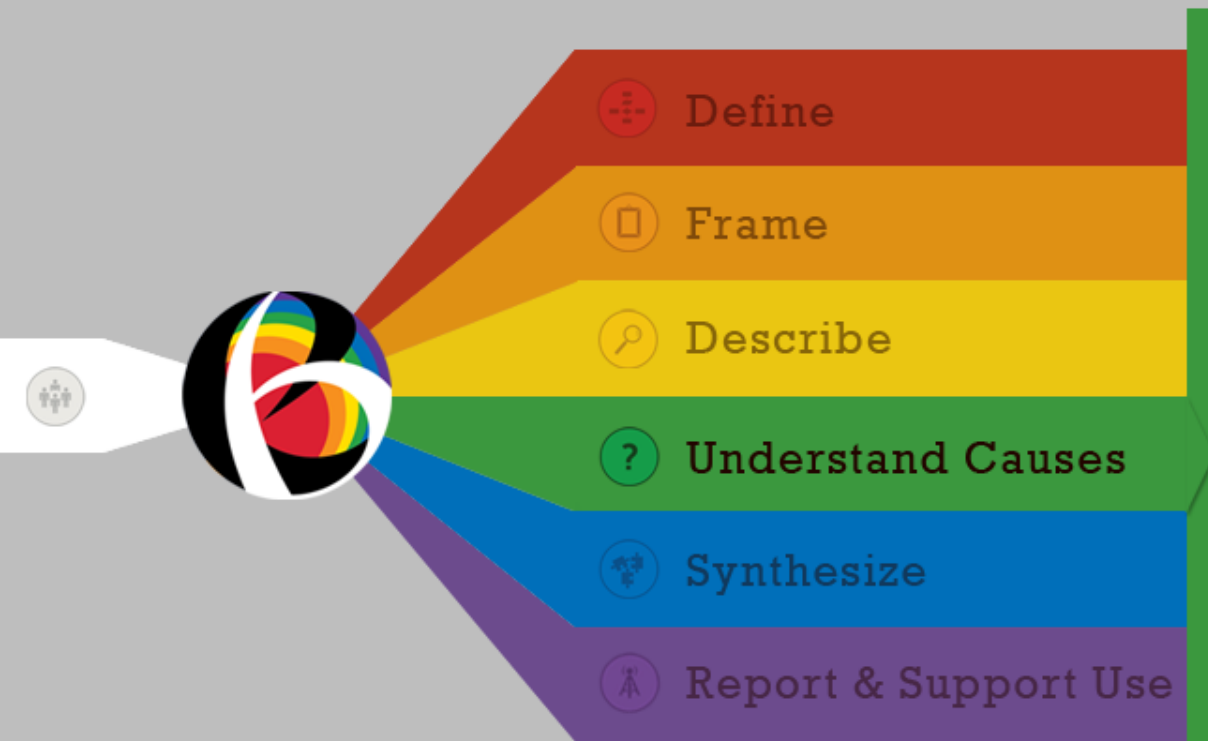 Define
Frame
Describe
? Understand Causes
Synthesize
Report & Support Use